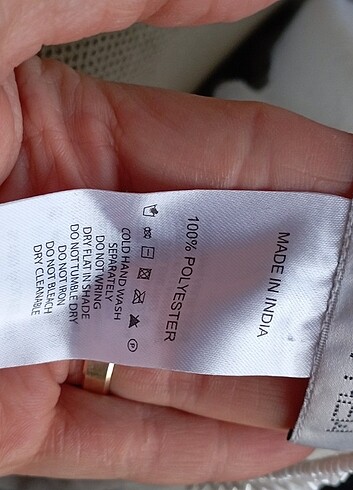 MADE IN INDIA
100% POLYESTER
COLD HAND WASH
SEPARATELY
DO NOT WRING
DRY FLAT IN SHADE
DO NOT TUMBLE DRY
DO NOT IRON
DO NOT BLEACH
DRY CLEANABLE